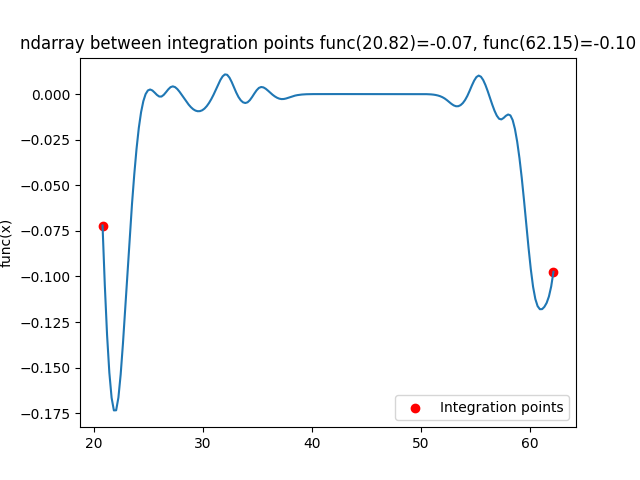 ndarray between integration points func(20.82)=-0.07, func(62.15)=-0.10
0.000
−0.025
−0.050
−0.075
−0.100
−0.125
−0.150
−0.175
func(x)
Integration points
20 30 40 50 60